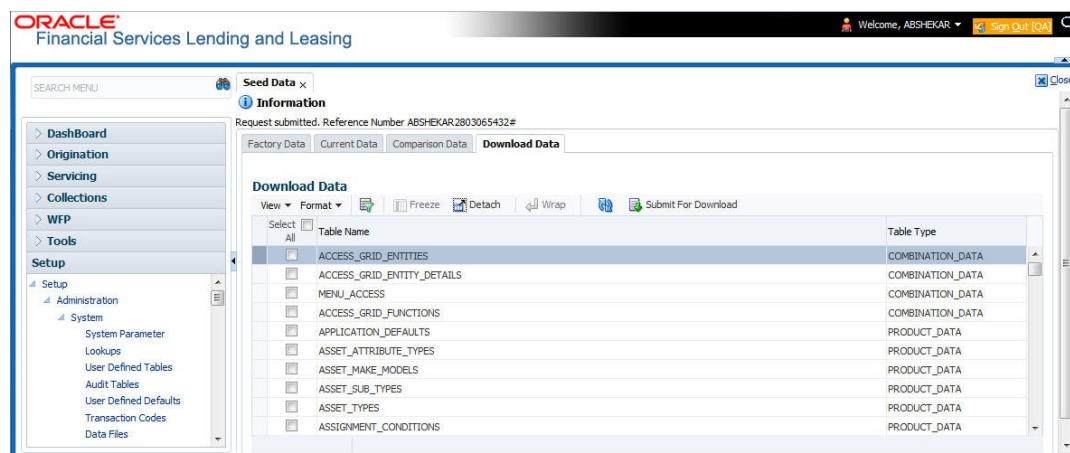 ORACLE
Financial Services Lending and Leasing
Welcome, ABSHEKAR
Sign Out [QA]
SEARCH MENU
DashBoard
Origination
Servicing
Collections
WFP
Tools
Setup
Setup
Administration
System
System Parameter
Lookups
User Defined Tables
Audit Tables
User Defined Defaults
Transaction Codes
Data Files
Seed Data
Close
Information
Request submitted. Reference Number ABSHEKAR2803065432#
Factory Data Current Data Comparison Data Download Data
Download Data
View Format Freeze Detach Wrap Submit For Download
Select All Table Name Table Type
ACCESS_GRID_ENTITIES COMBINATION_DATA
ACCESS_GRID_ENTITY_DETAILS COMBINATION_DATA
MENU_ACCESS COMBINATION_DATA
ACCESS_GRID_FUNCTIONS COMBINATION_DATA
APPLICATION_DEFAULTS PRODUCT_DATA
ASSET_ATTRIBUTE_TYPES PRODUCT_DATA
ASSET_MAKE_MODELS PRODUCT_DATA
ASSET_SUB_TYPES PRODUCT_DATA
ASSET_TYPES PRODUCT_DATA
ASSIGNMENT_CONDITIONS PRODUCT_DATA